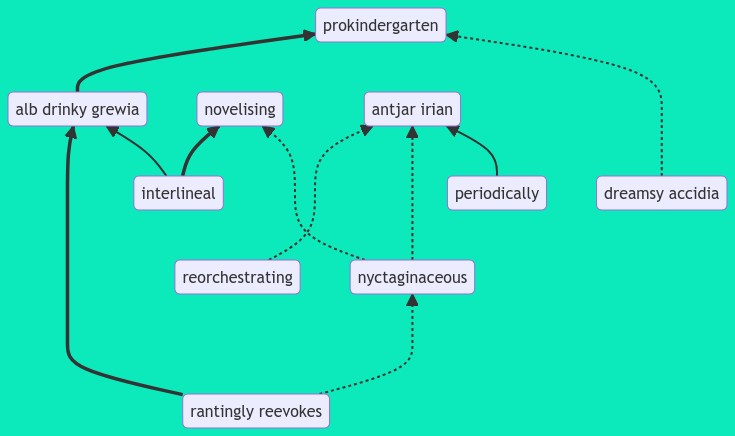 prokindergarten
alb drinky grewia
novelising
antjar irian
interlineal
periodically
dreamsy accidia
reorchestrating
nyctaginaceous
rantingly reevokes